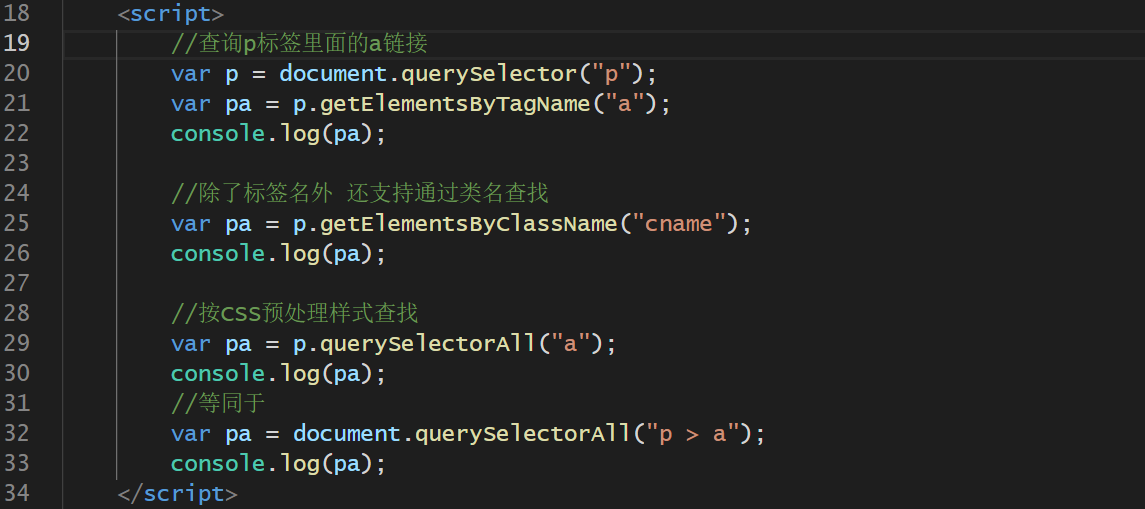 18 <script>
19 //查询p标签里面的a链接
20 var p = document.querySelector("p");
21 var pa = p.getElementsByTagName("a");
22 console.log(pa);
23
24 //除了标签名外 还支持通过类名查找
25 var pa = p.getElementsByClassName("cname");
26 console.log(pa);
27
28 //按CSS预处理样式查找
29 var pa = p.querySelectorAll("a");
30 console.log(pa);
31 //等同于
32 var pa = document.querySelectorAll("p > a");
33 console.log(pa);
34 </script>